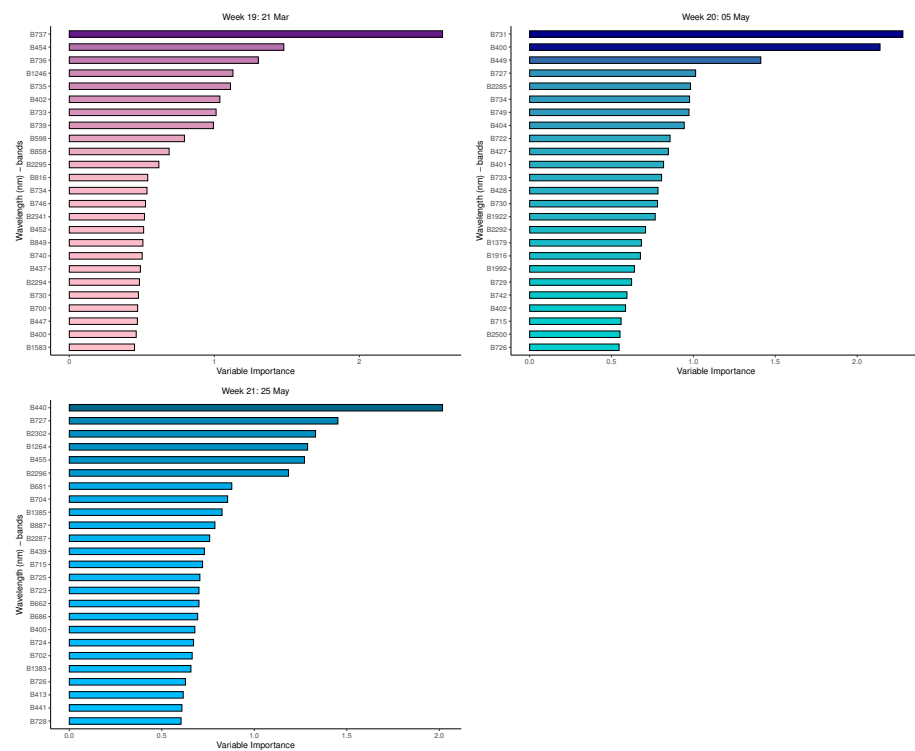 Week 19: 21 Mar
Wavelength (nm) − bands
B737
B454
B736
B1246
B735
B402
B733
B739
B598
B858
B2295
B816
B734
B746
B2341
B452
B849
B740
B437
B2294
B730
B700
B447
B400
B1583
0 1 2
Variable Importance
Week 20: 05 May
Wavelength (nm) − bands
B731
B400
B449
B727
B2285
B734
B749
B404
B722
B427
B401
B733
B428
B730
B1922
B2292
B1379
B1916
B1992
B729
B742
B402
B715
B2500
B726
0.0 0.5 1.0 1.5 2.0
Variable Importance
Week 21: 25 May
Wavelength (nm) − bands
B440
B727
B2302
B1264
B455
B2296
B681
B704
B1385
B887
B2287
B439
B715
B725
B723
B662
B686
B400
B724
B702
B1383
B726
B413
B441
B728
0.0 0.5 1.0 1.5 2.0
Variable Importance